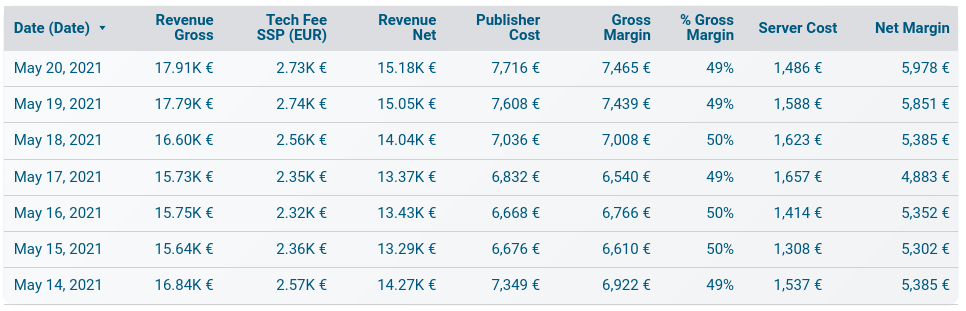 Date (Date) Revenue Gross Tech Fee SSP (EUR) Revenue Net Publisher Cost Gross Margin % Gross Margin Server Cost Net Margin
May 20, 2021 17.91K € 2.73K € 15.18K € 7,716 € 7,465 € 49% 1,486 € 5,978 €
May 19, 2021 17.79K € 2.74K € 15.05K € 7,608 € 7,439 € 49% 1,588 € 5,851 €
May 18, 2021 16.60K € 2.56K € 14.04K € 7,036 € 7,008 € 50% 1,623 € 5,385 €
May 17, 2021 15.73K € 2.35K € 13.37K € 6,832 € 6,540 € 49% 1,657 € 4,883 €
May 16, 2021 15.75K € 2.32K € 13.43K € 6,668 € 6,766 € 50% 1,414 € 5,352 €
May 15, 2021 15.64K € 2.36K € 13.29K € 6,676 € 6,610 € 50% 1,308 € 5,302 €
May 14, 2021 16.84K € 2.57K € 14.27K € 7,349 € 6,922 € 49% 1,537 € 5,385 €